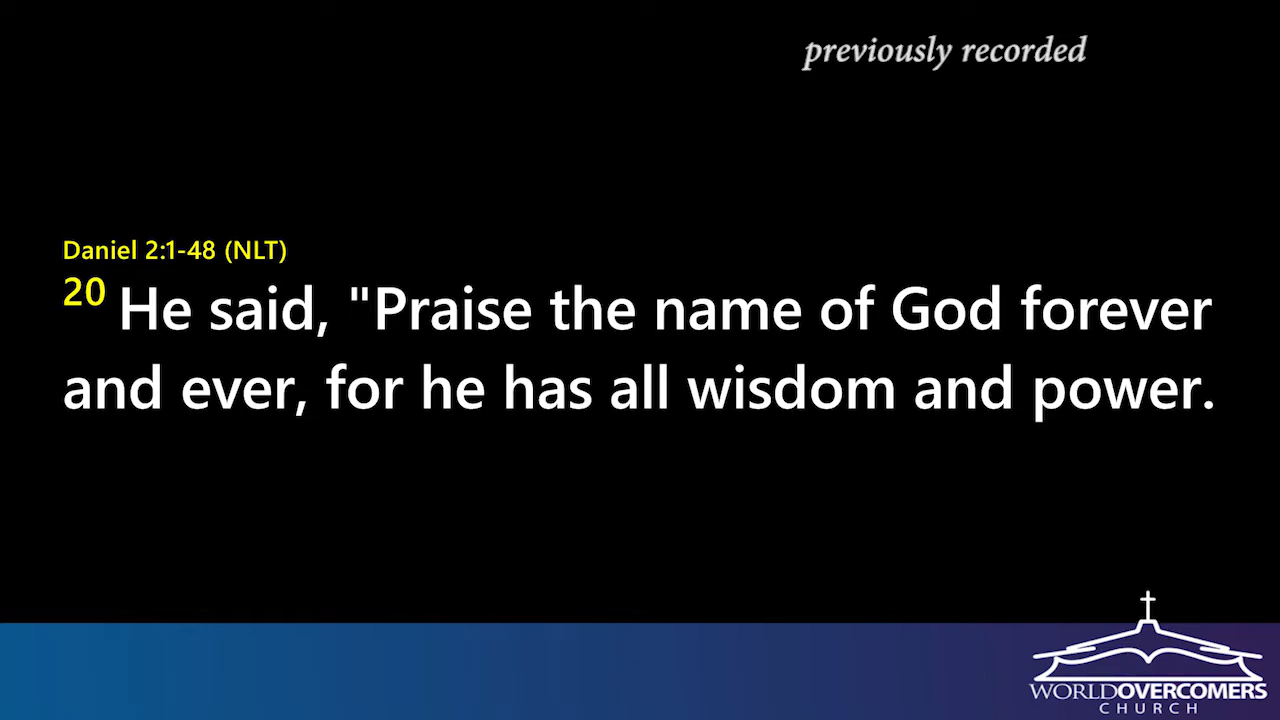 previously recorded
Daniel 2:1-48 (NLT)
20 He said, "Praise the name of God forever
and ever, for he has all wisdom and power.
WORLDOVERCOMERS
CHURCH